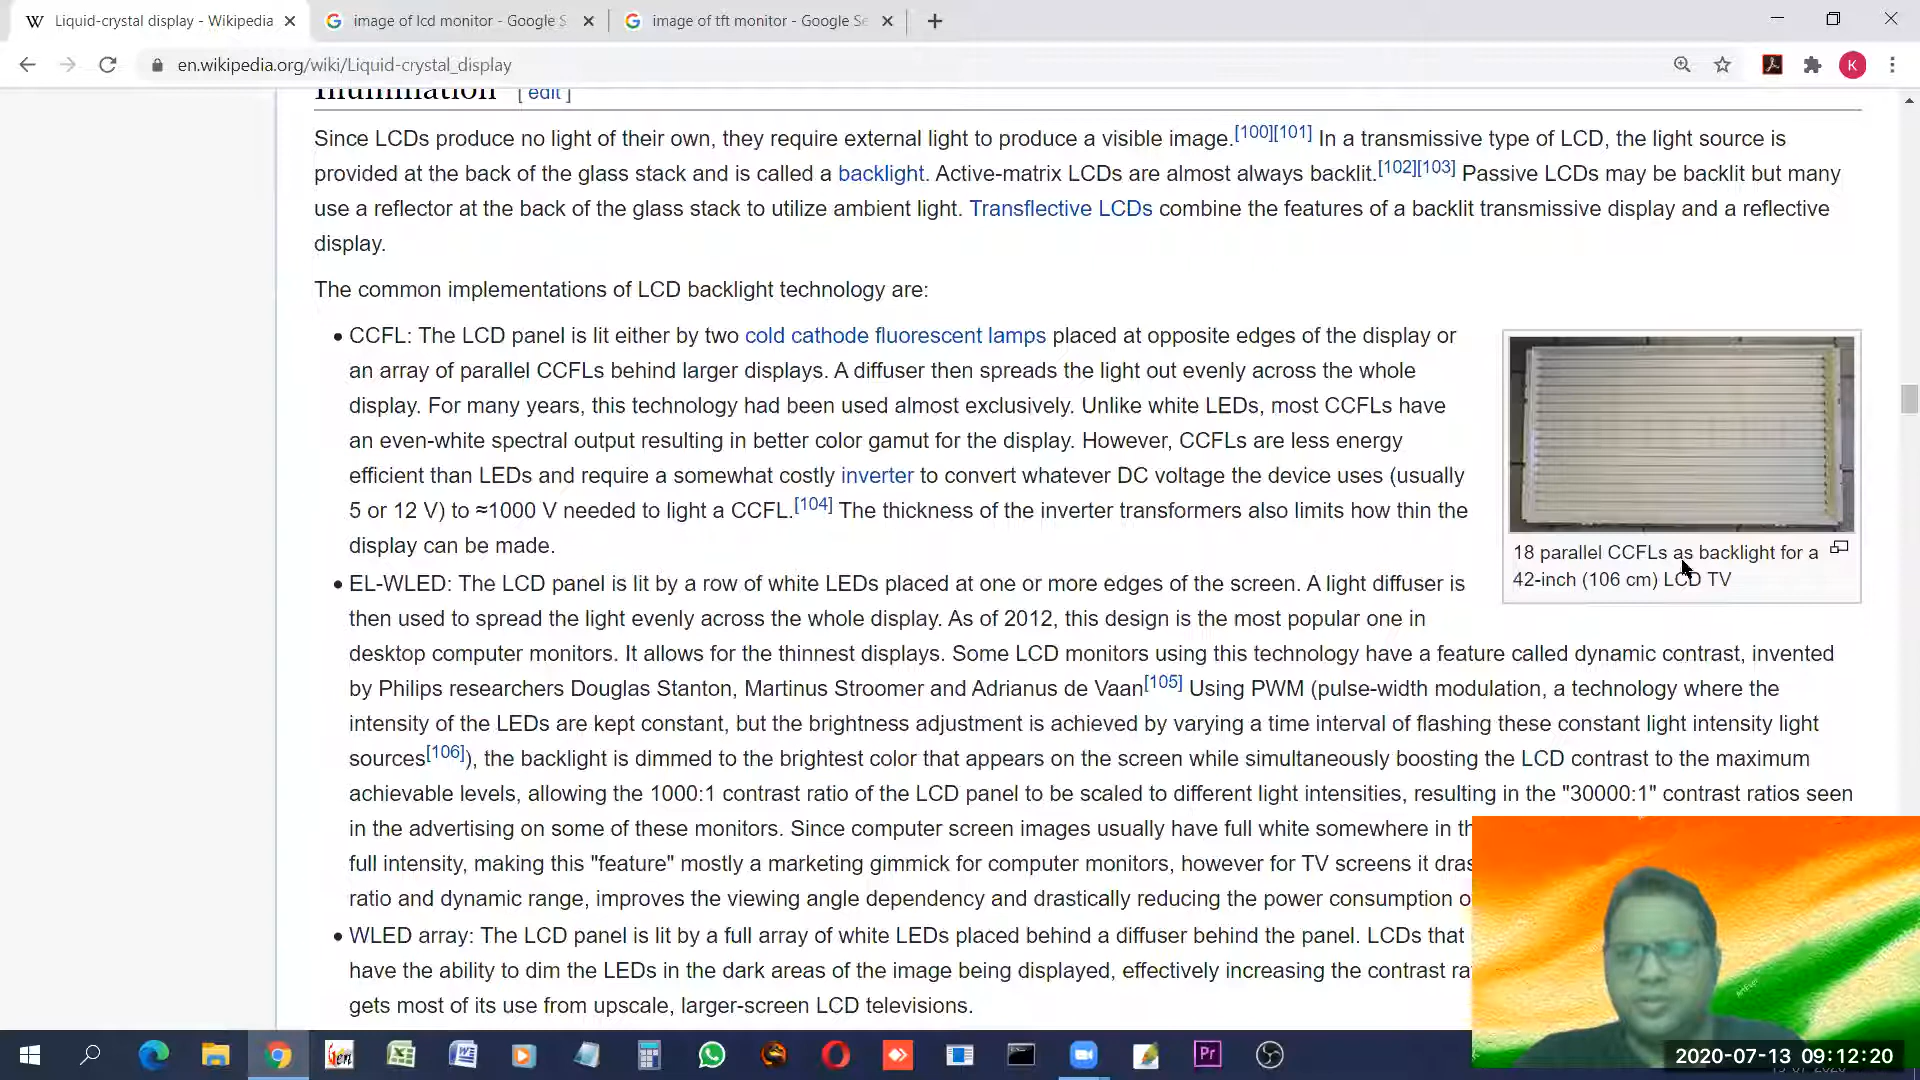 Liquid-crystal display - Wikipedia
image of lcd monitor - Google S
image of tft monitor - Google Se
en.wikipedia.org/wiki/Liquid-crystal_display
K
Illumination [ edit ]
Since LCDs produce no light of their own, they require external light to produce a visible image.[100][101] In a transmissive type of LCD, the light source is
provided at the back of the glass stack and is called a backlight. Active-matrix LCDs are almost always backlit.[102][103] Passive LCDs may be backlit but many
use a reflector at the back of the glass stack to utilize ambient light. Transflective LCDs combine the features of a backlit transmissive display and a reflective
display.
The common implementations of LCD backlight technology are:
• CCFL: The LCD panel is lit either by two cold cathode fluorescent lamps placed at opposite edges of the display or
an array of parallel CCFLs behind larger displays. A diffuser then spreads the light out evenly across the whole
display. For many years, this technology had been used almost exclusively. Unlike white LEDs, most CCFLs have
an even-white spectral output resulting in better color gamut for the display. However, CCFLs are less energy
efficient than LEDs and require a somewhat costly inverter to convert whatever DC voltage the device uses (usually
5 or 12 V) to ≈1000 V needed to light a CCFL.[104] The thickness of the inverter transformers also limits how thin the
display can be made.
18 parallel CCFLs as backlight for a
42-inch (106 cm) LCD TV
• EL-WLED: The LCD panel is lit by a row of white LEDs placed at one or more edges of the screen. A light diffuser is
then used to spread the light evenly across the whole display. As of 2012, this design is the most popular one in
desktop computer monitors. It allows for the thinnest displays. Some LCD monitors using this technology have a feature called dynamic contrast, invented
by Philips researchers Douglas Stanton, Martinus Stroomer and Adrianus de Vaan[105] Using PWM (pulse-width modulation, a technology where the
intensity of the LEDs are kept constant, but the brightness adjustment is achieved by varying a time interval of flashing these constant light intensity light
sources[106]), the backlight is dimmed to the brightest color that appears on the screen while simultaneously boosting the LCD contrast to the maximum
achievable levels, allowing the 1000:1 contrast ratio of the LCD panel to be scaled to different light intensities, resulting in the "30000:1" contrast ratios seen
in the advertising on some of these monitors. Since computer screen images usually have full white somewhere in th
full intensity, making this "feature" mostly a marketing gimmick for computer monitors, however for TV screens it dras
ratio and dynamic range, improves the viewing angle dependency and drastically reducing the power consumption o
• WLED array: The LCD panel is lit by a full array of white LEDs placed behind a diffuser behind the panel. LCDs that
have the ability to dim the LEDs in the dark areas of the image being displayed, effectively increasing the contrast ra
gets most of its use from upscale, larger-screen LCD televisions.
Gen
Pr
2020-07-13 09:12:20